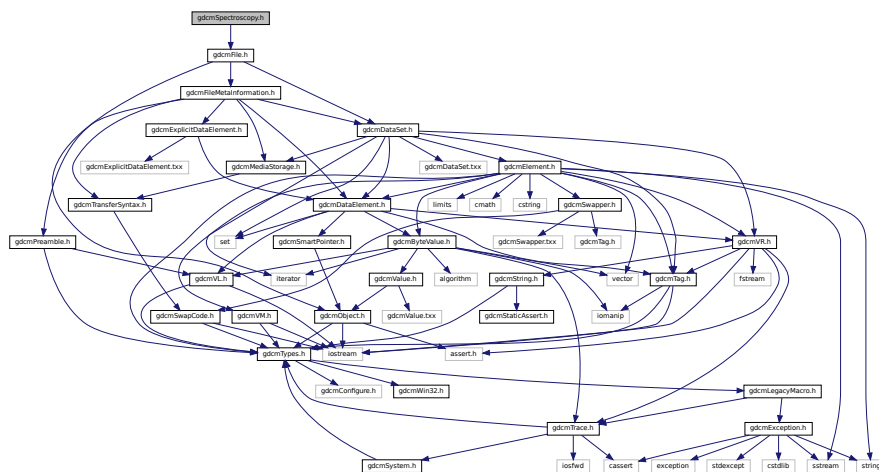 gdcmSpectroscopy.h
gdcmFile.h
gdcmFileMetaInformation.h
gdcmExplicitDataElement.h
gdcmDataSet.h
gdcmExplicitDataElement.txx
gdcmMediaStorage.h
gdcmDataSet.txx
gdcmElement.h
gdcmTransferSyntax.h
gdcmDataElement.h
limits
cmath
cstring
gdcmSwapper.h
gdcmPreamble.h
set
gdcmSmartPointer.h
gdcmByteValue.h
gdcmSwapper.txx
gdcmTag.h
gdcmVR.h
gdcmVL.h
iterator
gdcmValue.h
algorithm
gdcmString.h
vector
gdcmTag.h
fstream
gdcmSwapCode.h
gdcmVM.h
gdcmObject.h
gdcmValue.txx
gdcmStaticAssert.h
iomanip
gdcmTypes.h
iostream
assert.h
gdcmConfigure.h
gdcmWin32.h
gdcmLegacyMacro.h
gdcmTrace.h
gdcmException.h
gdcmSystem.h
iosfwd
cassert
exception
stdexcept
cstdlib
sstream
string